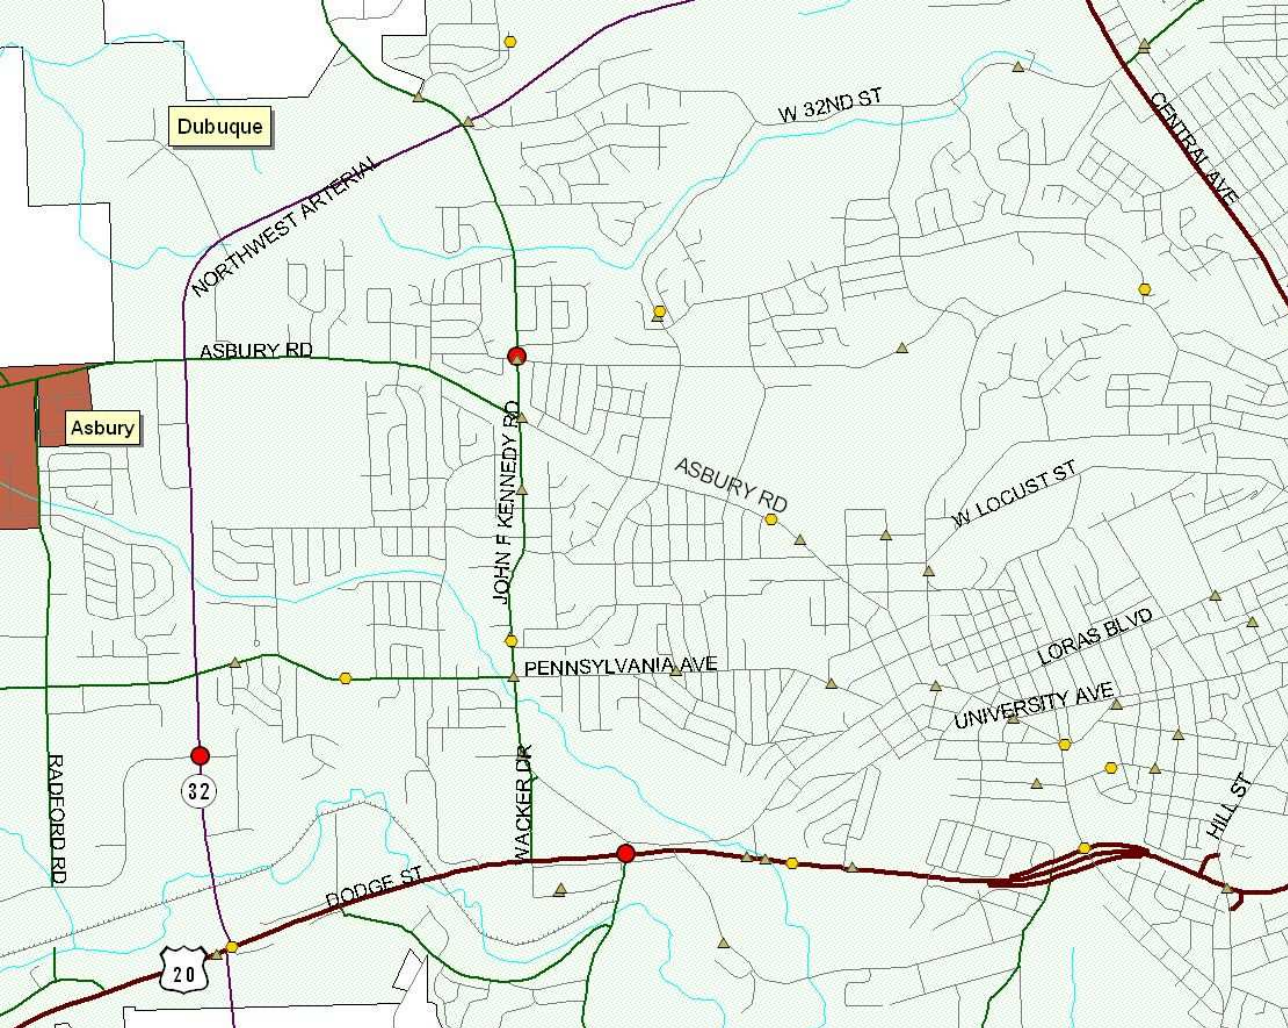 W 32ND ST
CENTRAL AVE
Dubuque
NORTHWEST ARTERIAL
ASBURY RD
Asbury
JOHN F KENNEDY RD
ASBURY RD
W LOCUST ST
LORAS BLVD
PENNSYLVANIA AVE
UNIVERSITY AVE
RADFORD RD
32
WACKER DR
HILL ST
DODGE ST
20